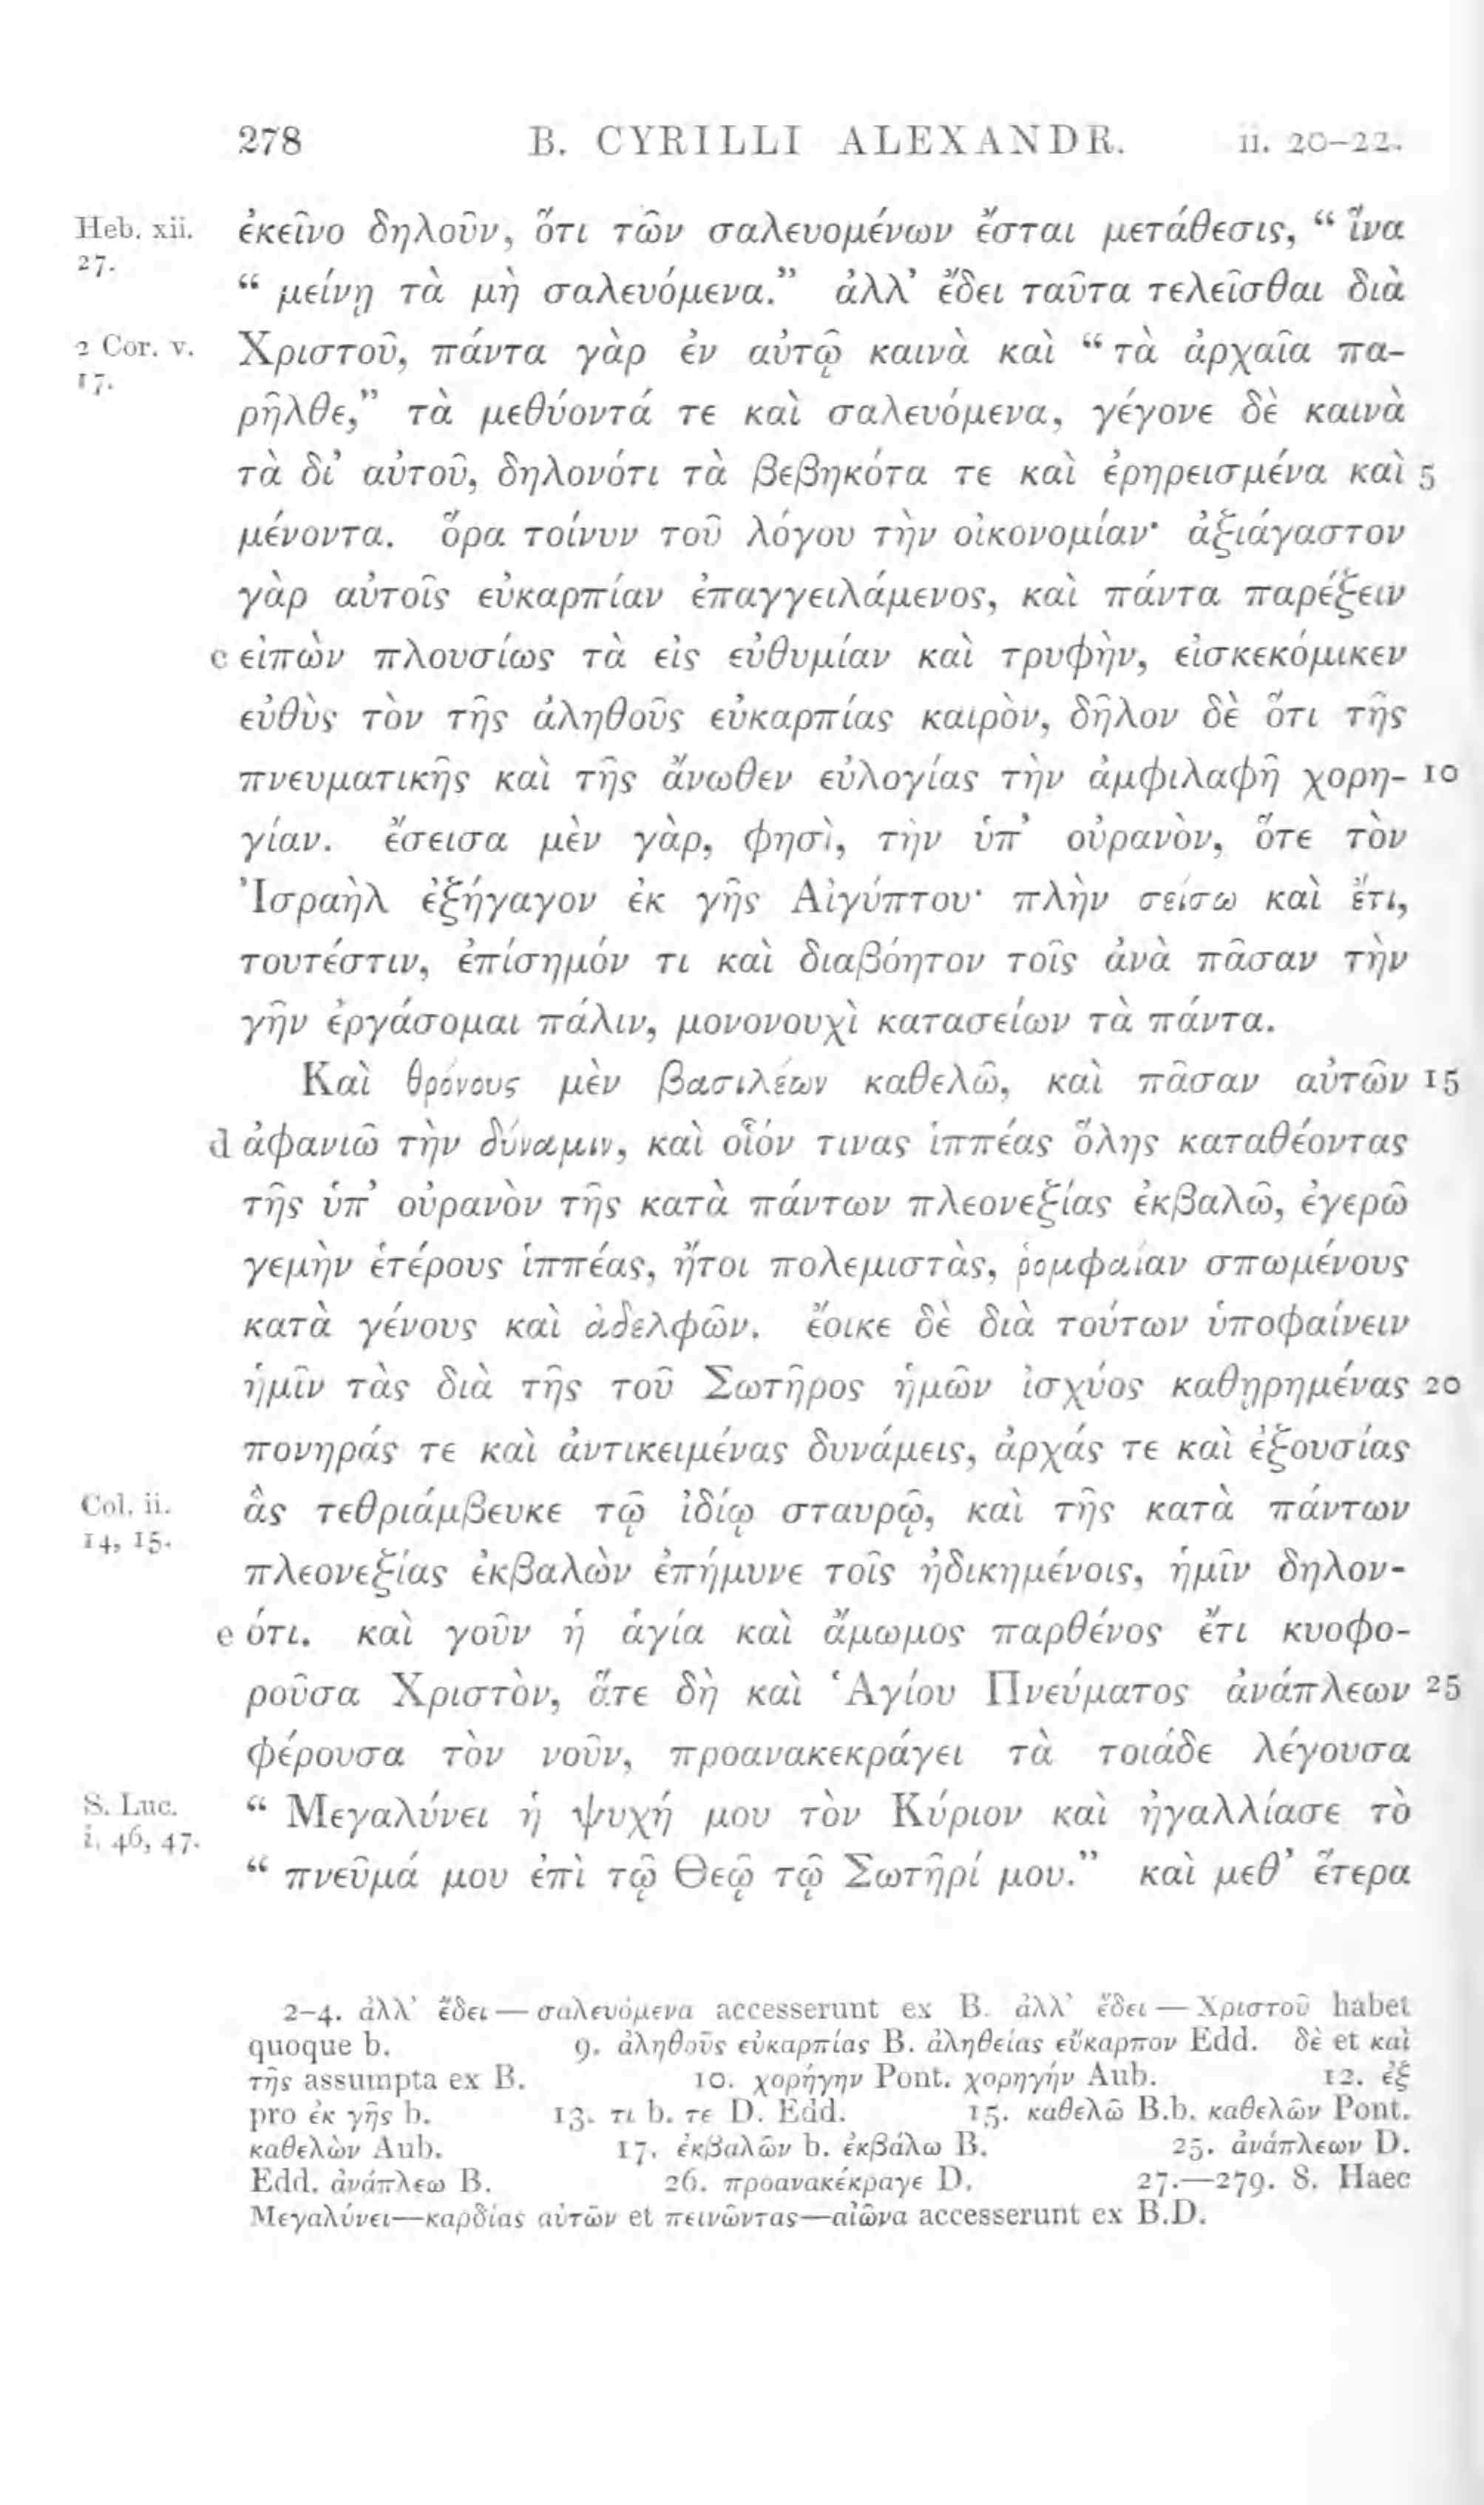 278 B. CYRILLI ALEXANDR. ii. 20–22.
Heb. xii. ἐκεῖνο δηλοῦν, ὅτι τῶν σαλευομένων ἔσται μετάθεσις, “ ἵνα
27. “ μείνῃ τὰ μὴ σαλευόμενα.” ἀλλ’ ἔδει ταῦτα τελεῖσθαι διὰ
2 Cor. v. Χριστοῦ, πάντα γὰρ ἐν αὐτῷ καινὰ καὶ “ τὰ ἀρχαῖα πα-
17. ρῆλθε,” τὰ μεθύοντά τε καὶ σαλευόμενα, γέγονε δὲ καινὰ
τὰ δι’ αὐτοῦ, δηλονότι τὰ βεβηκότα τε καὶ ἐρηρεισμένα καὶ 5
μένοντα. ὅρα τοίνυν τοῦ λόγου τὴν οἰκονομίαν· ἀξιάγαστον
γὰρ αὐτοῖς εὐκαρπίαν ἐπαγγειλάμενος, καὶ πάντα παρέξειν
c εἰπὼν πλουσίως τὰ εἰς εὐθυμίαν καὶ τρυφὴν, εἰσκεκόμικεν
εὐθὺς τὸν τῆς ἀληθοῦς εὐκαρπίας καιρὸν, δῆλον δὲ ὅτι τῆς
πνευματικῆς καὶ τῆς ἄνωθεν εὐλογίας τὴν ἀμφιλαφῆ χορη- 10
γίαν. ἔσεισα μὲν γὰρ, φησὶ, τὴν ὑπ’ οὐρανὸν, ὅτε τὸν
Ἰσραὴλ ἐξήγαγον ἐκ γῆς Αἰγύπτου· πλὴν σείσω καὶ ἔτι,
τουτέστιν, ἐπίσημόν τι καὶ διαβόητον τοῖς ἀνὰ πᾶσαν τὴν
γῆν ἐργάσομαι πάλιν, μονονουχὶ κατασείων τὰ πάντα.
Καὶ θρόνους μὲν βασιλέων καθελῶ, καὶ πᾶσαν αὐτῶν 15
d ἀφανιῶ τὴν δύναμιν, καὶ οἷόν τινας ἱππέας ὅλης καταθέοντας
τῆς ὑπ’ οὐρανὸν τῆς κατὰ πάντων πλεονεξίας ἐκβαλῶ, ἐγερῶ
γεμὴν ἑτέρους ἱππέας, ἤτοι πολεμιστὰς, ῥομφαίαν σπωμένους
κατὰ γένους καὶ ἀδελφῶν. ἔοικε δὲ διὰ τούτων ὑποφαίνειν
ἡμῖν τὰς διὰ τῆς τοῦ Σωτῆρος ἡμῶν ἰσχύος καθῃρημένας 20
πονηράς τε καὶ ἀντικειμένας δυνάμεις, ἀρχάς τε καὶ ἐξουσίας
Col. ii. ἃς τεθριάμβευκε τῷ ἰδίῳ σταυρῷ, καὶ τῆς κατὰ πάντων
14, 15. πλεονεξίας ἐκβαλὼν ἐπήμυνε τοῖς ἠδικημένοις, ἡμῖν δηλον-
e ότι. καὶ γοῦν ἡ ἁγία καὶ ἄμωμος παρθένος ἔτι κυοφο-
ροῦσα Χριστὸν, ἅτε δὴ καὶ Ἁγίου Πνεύματος ἀνάπλεων 25
φέρουσα τὸν νοῦν, προανακεκράγει τὰ τοιάδε λέγουσα
S. Luc. “ Μεγαλύνει ἡ ψυχή μου τὸν Κύριον καὶ ἠγαλλίασε τὸ
i. 46, 47. “ πνεῦμά μου ἐπὶ τῷ Θεῷ τῷ Σωτῆρί μου.” καὶ μεθ’ ἕτερα
2–4. ἀλλ’ ἔδει — σαλευόμενα accesserunt ex B. ἀλλ’ ἔδει — Χριστοῦ habet
quoque b. 9. ἀληθοῦς εὐκαρπίας B. ἀληθείας εὔκαρπον Edd. δὲ et καὶ
τῆς assumpta ex B. 10. χορήγην Pont. χορηγήν Aub. 12. ἐξ
pro ἐκ γῆς b. 13. τι b. τε D. Edd. 15. καθελῶ B.b. καθελῶν Pont.
καθελὼν Aub. 17. ἐκβαλῶν b. ἐκβάλω B. 25. ἀνάπλεων D.
Edd. ἀνάπλεω B. 26. προανακέκραγε D. 27.—279. 8. Haec
Μεγαλύνει—καρδίας αὐτῶν et πεινῶντας—αἰῶνα accesserunt ex B.D.